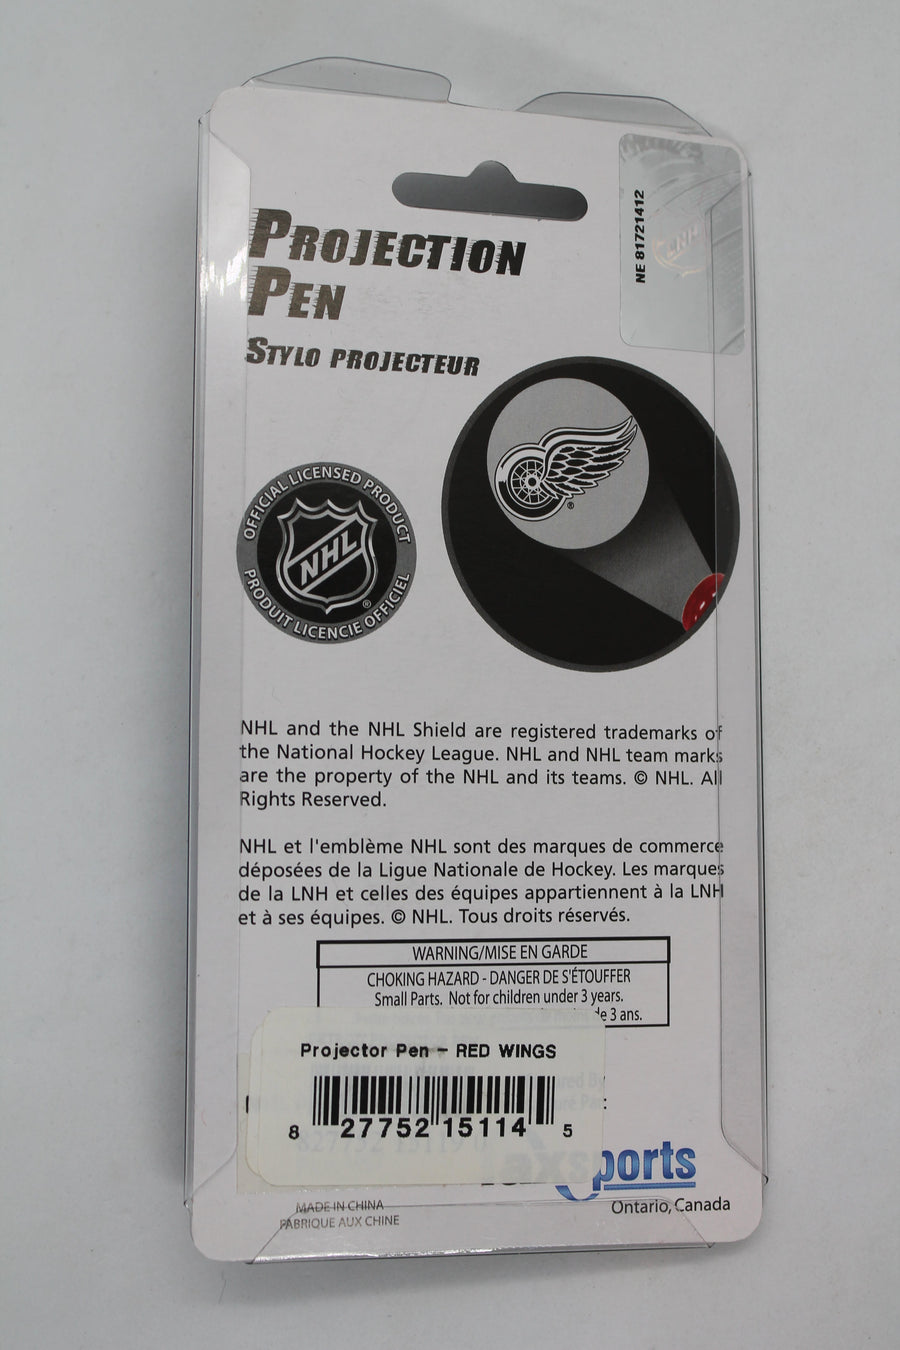 PROJECTION
PEN
STYLO PROJECTEUR
NE 81721412
LNH
OFFICIAL LICENSED PRODUCT
NHL
®
PRODUIT LICENCIE OFFICIEL
®
NHL and the NHL Shield are registered trademarks of
the National Hockey League. NHL and NHL team marks
are the property of the NHL and its teams. © NHL. All
Rights Reserved.
NHL et l'emblème NHL sont des marques de commerce
déposées de la Ligue Nationale de Hockey. Les marques
de la LNH et celles des équipes appartiennent à la LNH
et à ses équipes. © NHL. Tous droits réservés.
WARNING/MISE EN GARDE
CHOKING HAZARD - DANGER DE S'ÉTOUFFER
Small Parts. Not for children under 3 years.
de 3 ans.
Projector Pen - RED WINGS
8 27752 15114 5
Sports
Ontario, Canada
MADE IN CHINA
FABRIQUE AUX CHINE